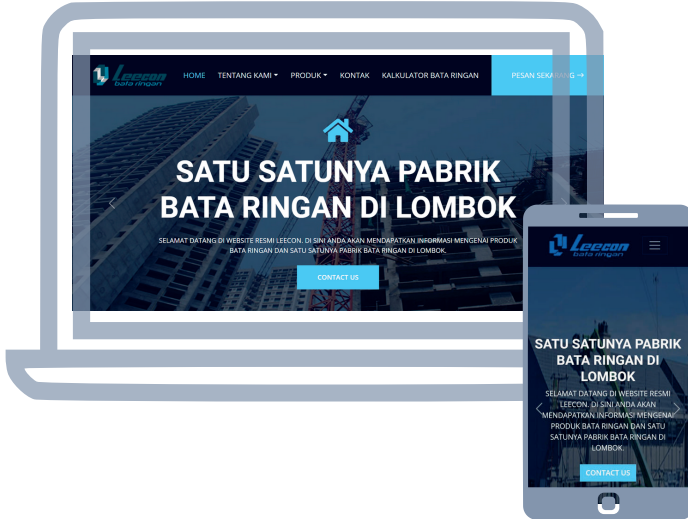 Leecon
bata ringan
HOME TENTANG KAMI PRODUK KONTAK KALKULATOR BATA RINGAN PESAN SEKARANG →
SATU SATUNYA PABRIK
BATA RINGAN DI LOMBOK
SELAMAT DATANG DI WEBSITE RESMI LEECON. DI SINI ANDA AKAN MENDAPATKAN INFORMASI MENGENAI PRODUK
BATA RINGAN DAN SATU SATUNYA PABRIK BATA RINGAN DI LOMBOK.
CONTACT US
Leecon
bata ringan
SATU SATUNYA PABRIK
BATA RINGAN DI
LOMBOK
SELAMAT DATANG DI WEBSITE RESMI
LEECON. DI SINI ANDA AKAN
MENDAPATKAN INFORMASI MENGENAI
PRODUK BATA RINGAN DAN SATU
SATUNYA PABRIK BATA RINGAN DI
LOMBOK.
CONTACT US